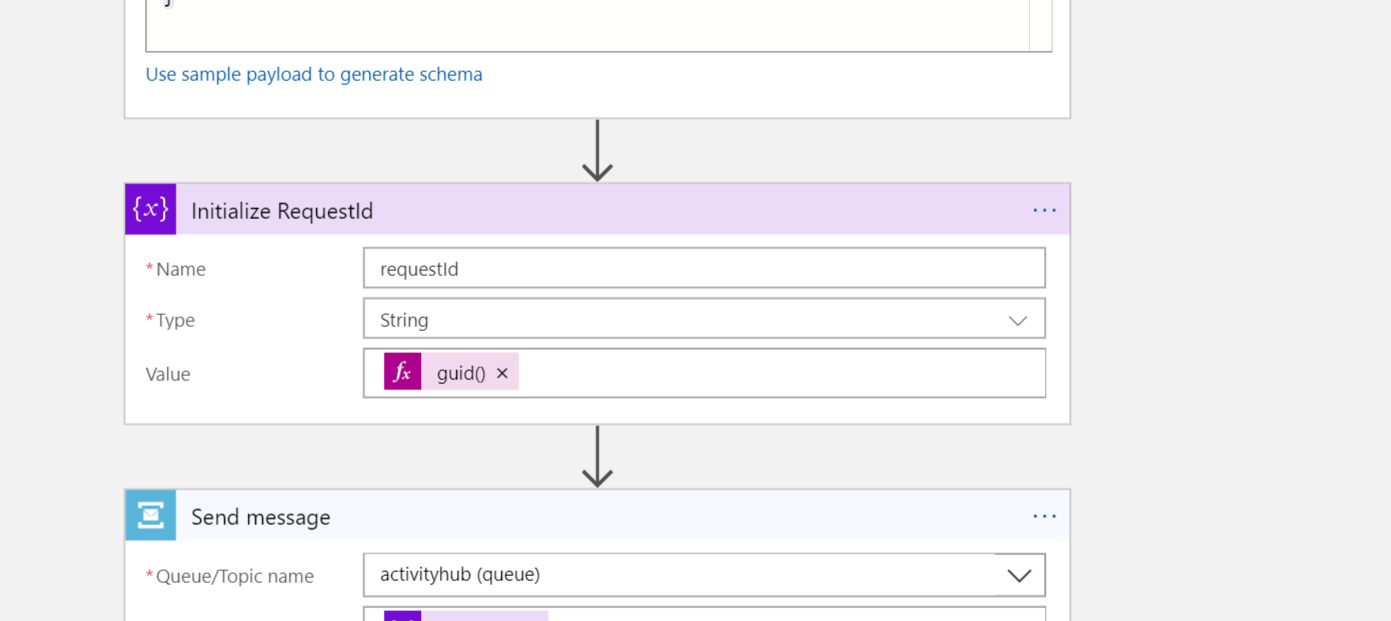 }
Use sample payload to generate schema
{x} Initialize RequestId ...
* Name requestId
* Type String
Value fx guid() ×
Send message ...
* Queue/Topic name activityhub (queue)